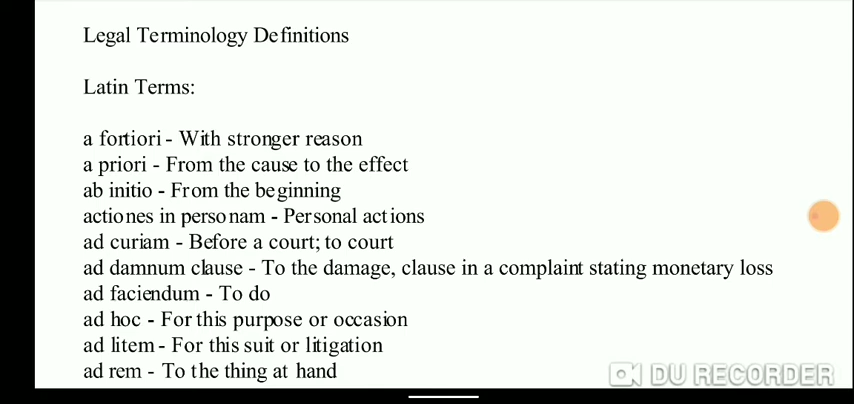 Legal Terminology Definitions
Latin Terms:
a fortiori - With stronger reason
a priori - From the cause to the effect
ab initio - From the beginning
actiones in personam - Personal actions
ad curiam - Before a court; to court
ad damnum clause - To the damage, clause in a complaint stating monetary loss
ad faciendum - To do
ad hoc - For this purpose or occasion
ad litem - For this suit or litigation
ad rem - To the thing at hand
DU RECORDER